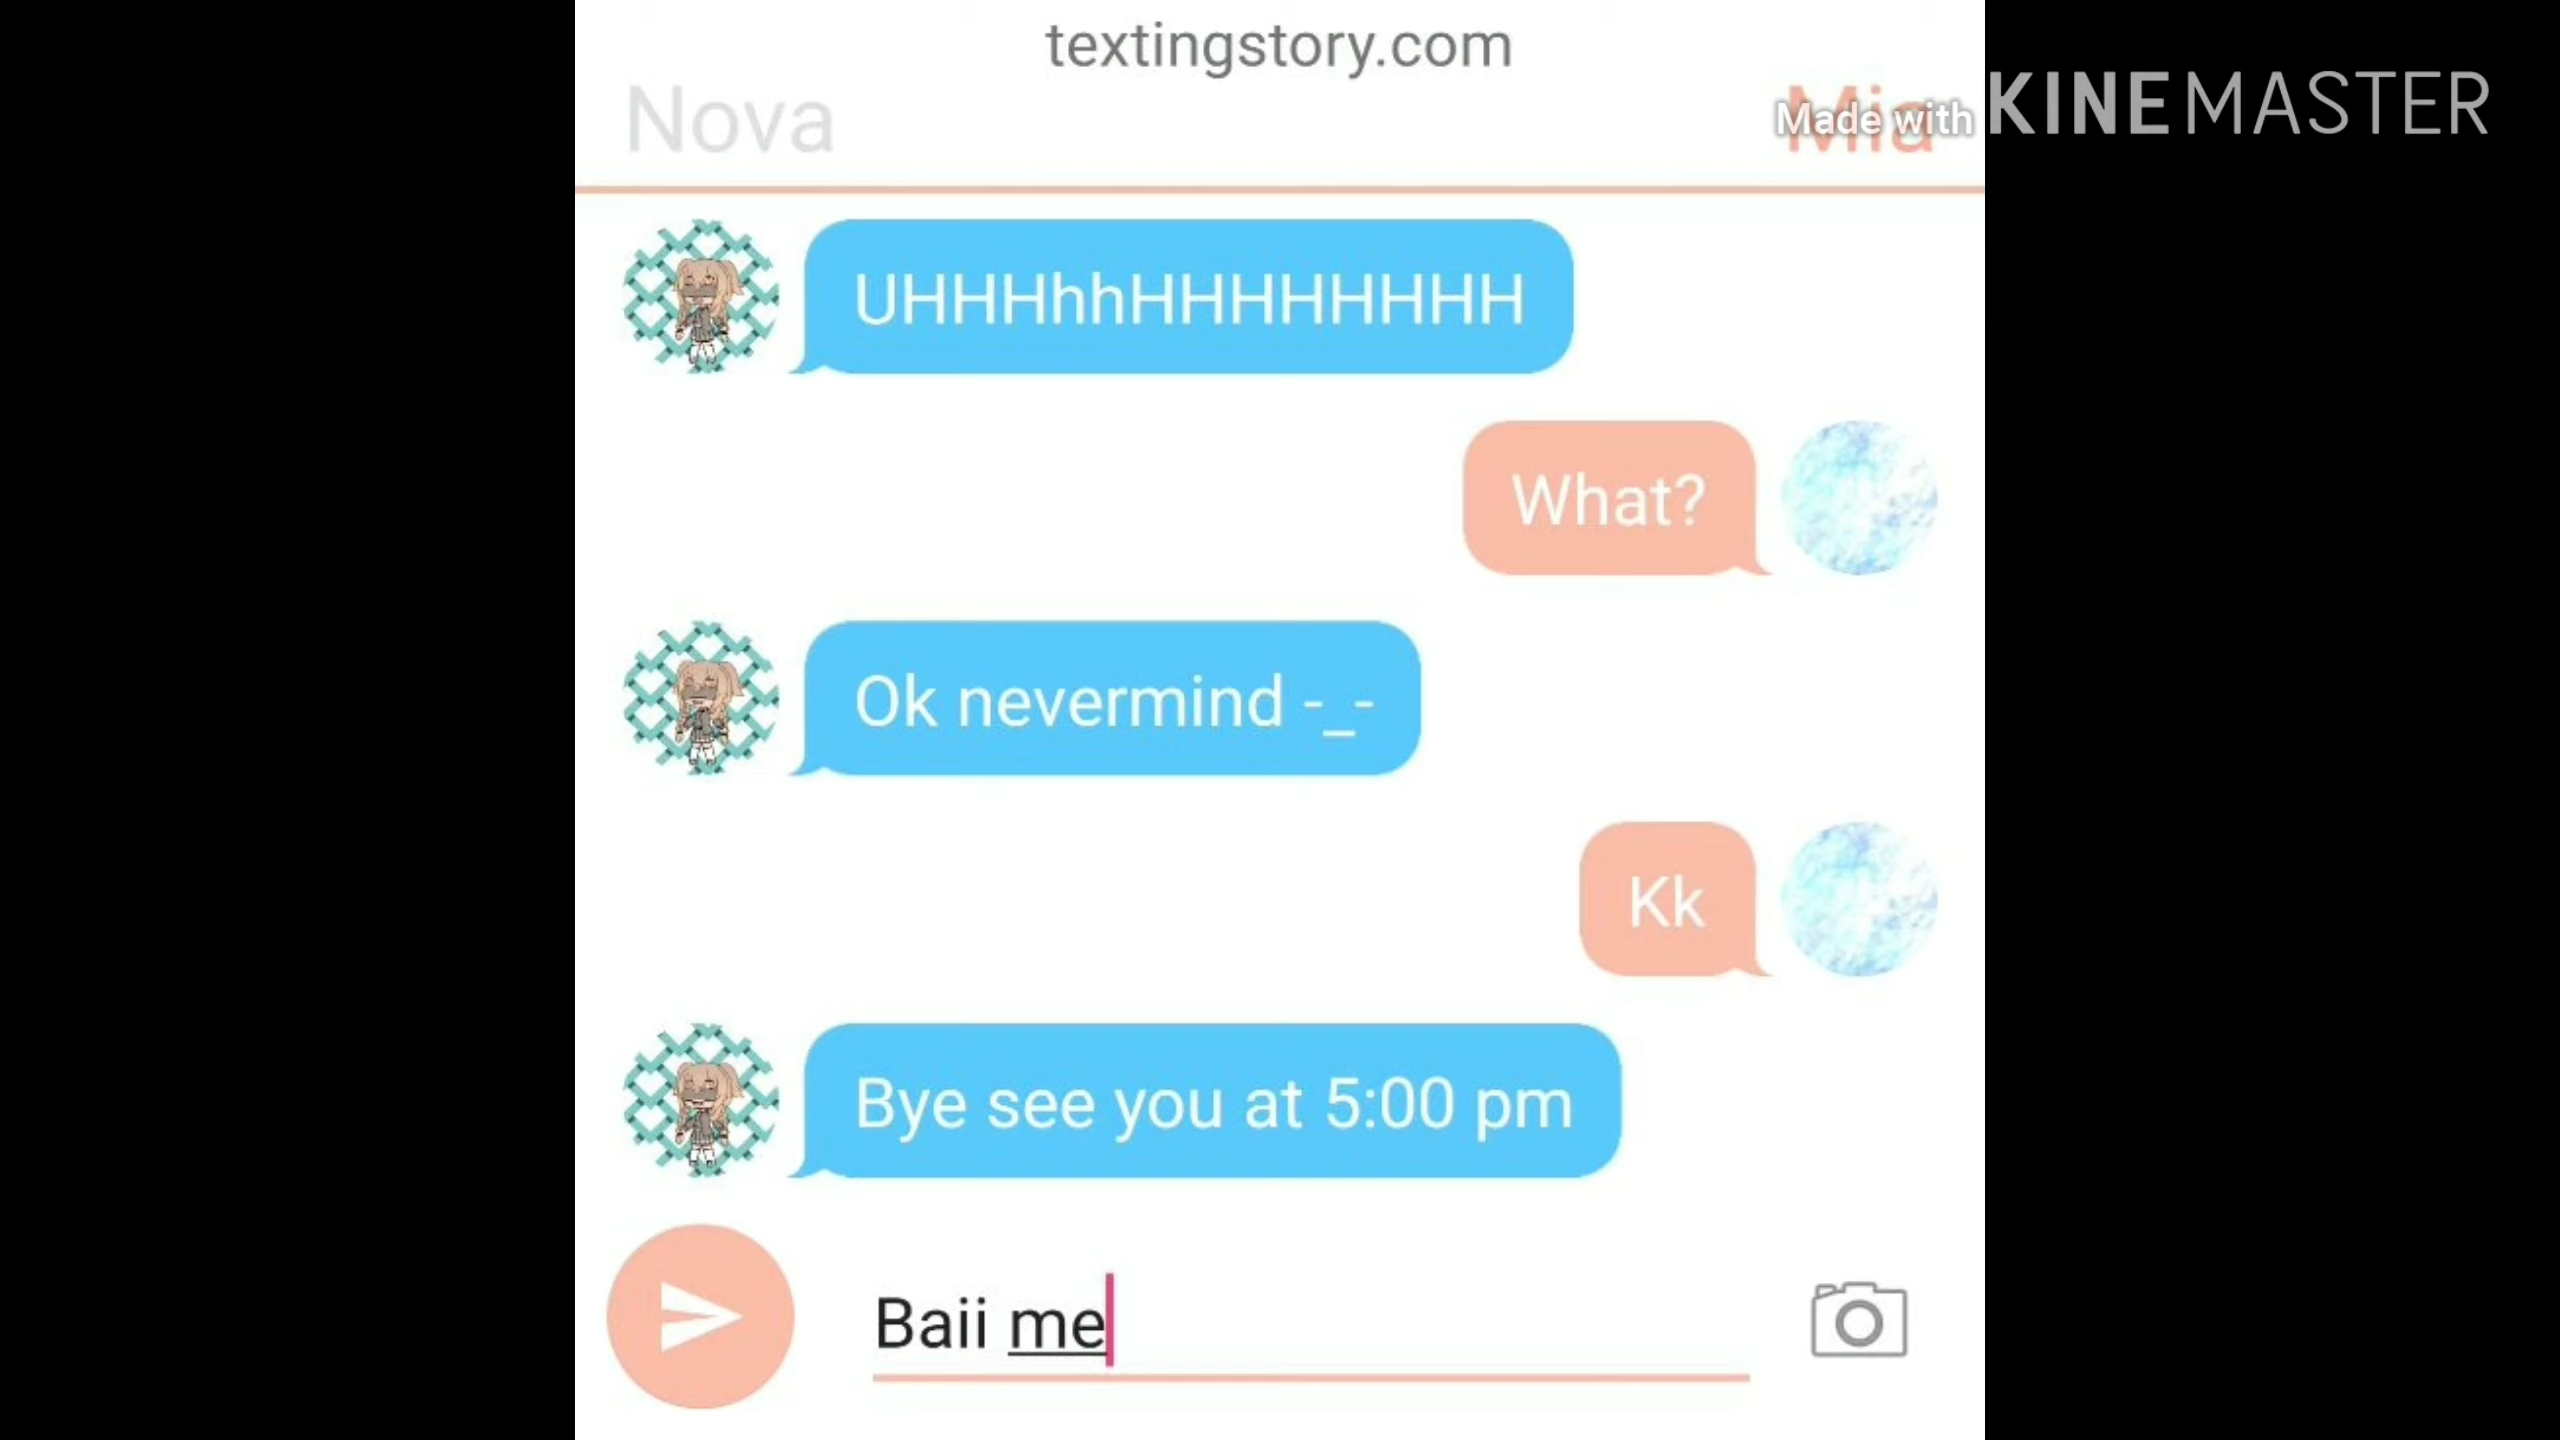 textingstory.com
Nova
Mia
Made with KINEMASTER
UHHHhhHHHHHHHH
What?
Ok nevermind -_-
Kk
Bye see you at 5:00 pm
Baii me